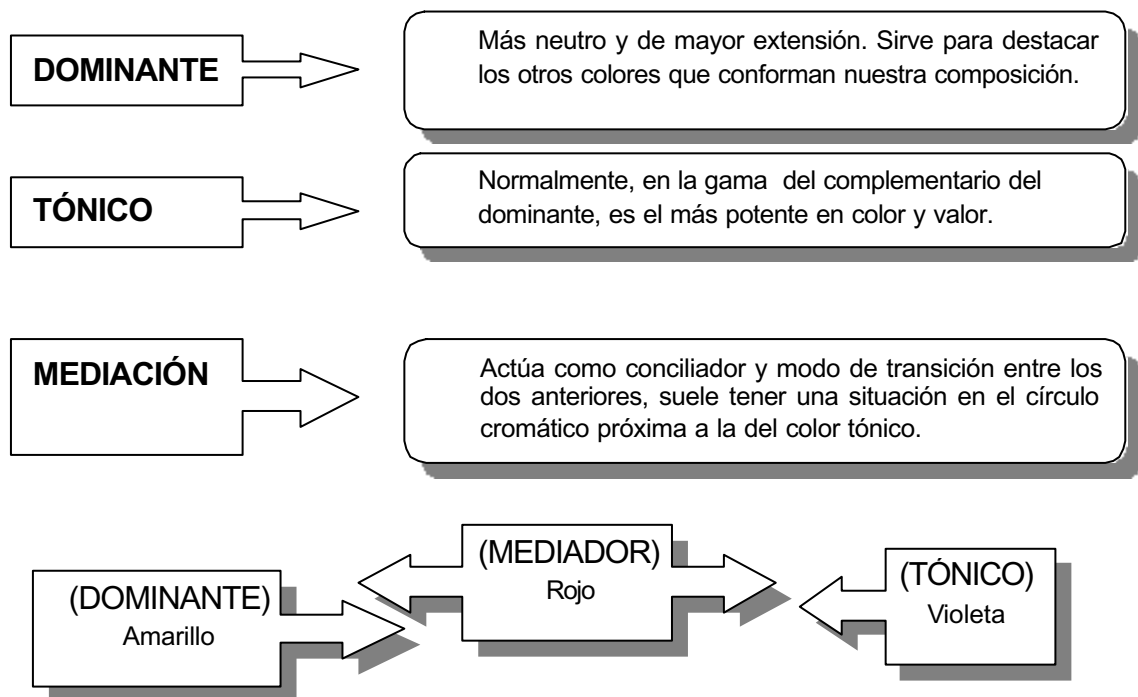 DOMINANTE
Más neutro y de mayor extensión. Sirve para destacar
los otros colores que conforman nuestra composición.
TÓNICO
Normalmente, en la gama del complementario del
dominante, es el más potente en color y valor.
MEDIACIÓN
Actúa como conciliador y modo de transición entre los
dos anteriores, suele tener una situación en el círculo
cromático próxima a la del color tónico.
(DOMINANTE)
Amarillo
(MEDIADOR)
Rojo
(TÓNICO)
Violeta